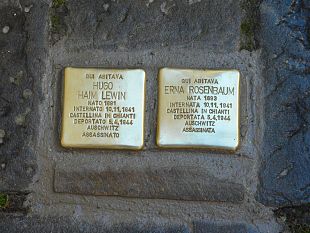 QUI ABITAVA
HUGO
HAIM LEWIN
NATO 1891
INTERNATO 10.11.1941
CASTELLINA IN CHIANTI
DEPORTATO 5.4.1944
AUSCHWITZ
ASSASSINATO
QUI ABITAVA
ERNA ROSENBAUM
NATA 1893
INTERNATA 10.11.1941
CASTELLINA IN CHIANTI
DEPORTATA 5.4.1944
AUSCHWITZ
ASSASSINATA